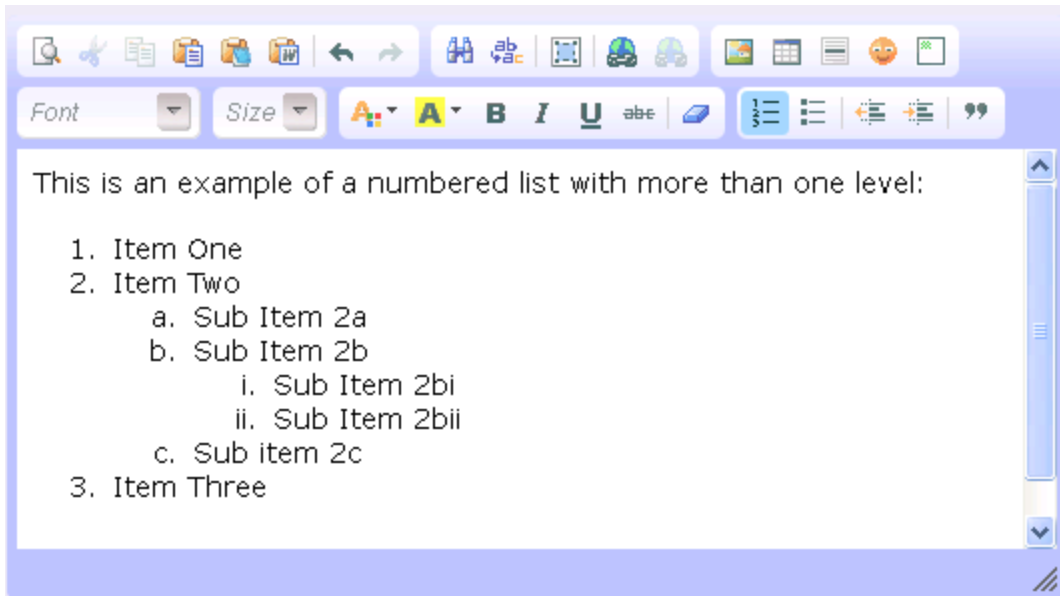 Font Size A A B I U abc
This is an example of a numbered list with more than one level:
1. Item One
2. Item Two
a. Sub Item 2a
b. Sub Item 2b
i. Sub Item 2bi
ii. Sub Item 2bii
c. Sub item 2c
3. Item Three